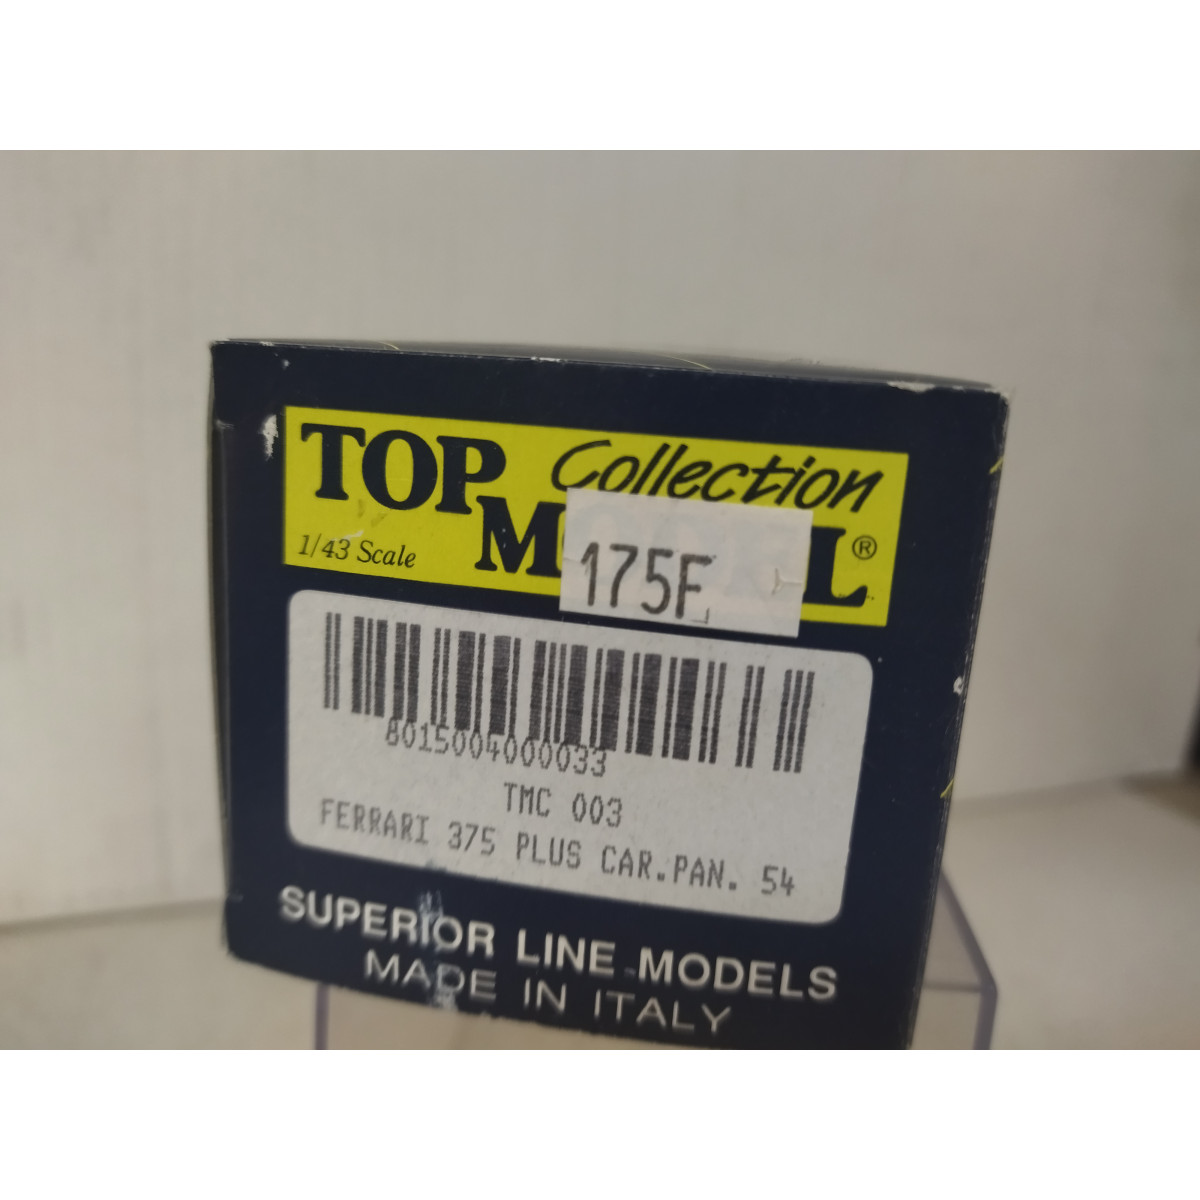 TOP Collection
1/43 Scale
175F
®
8015004000033
TMC 003
FERRARI 375 PLUS CAR.PAN. 54
SUPERIOR LINE MODELS
MADE IN ITALY